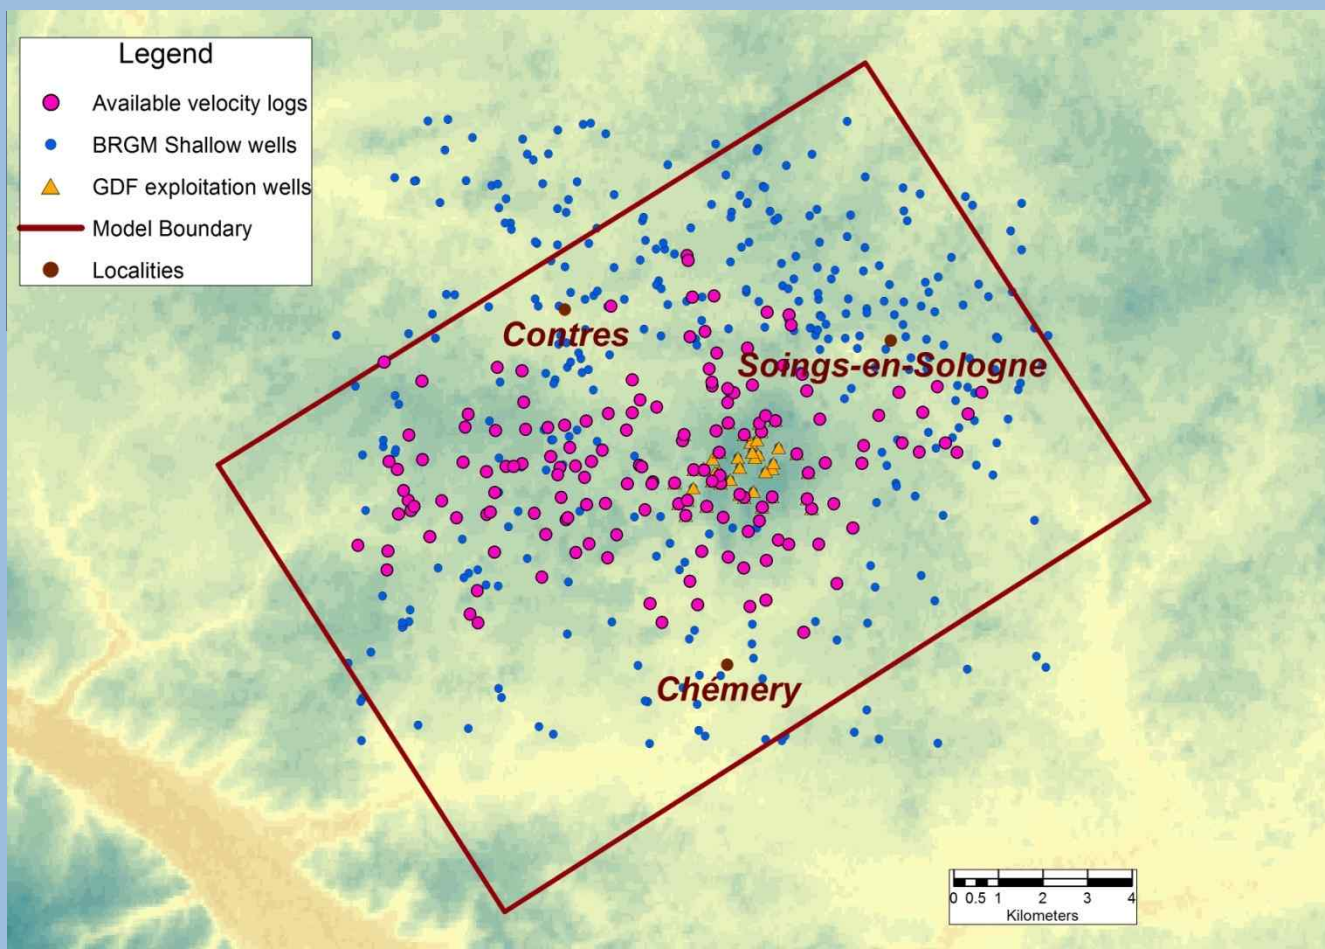 Legend
Available velocity logs
BRGM Shallow wells
GDF exploitation wells
Model Boundary
Localities
Contres
Soings-en-Sologne
Chémery
0 0.5 1 2 3 4
Kilometers